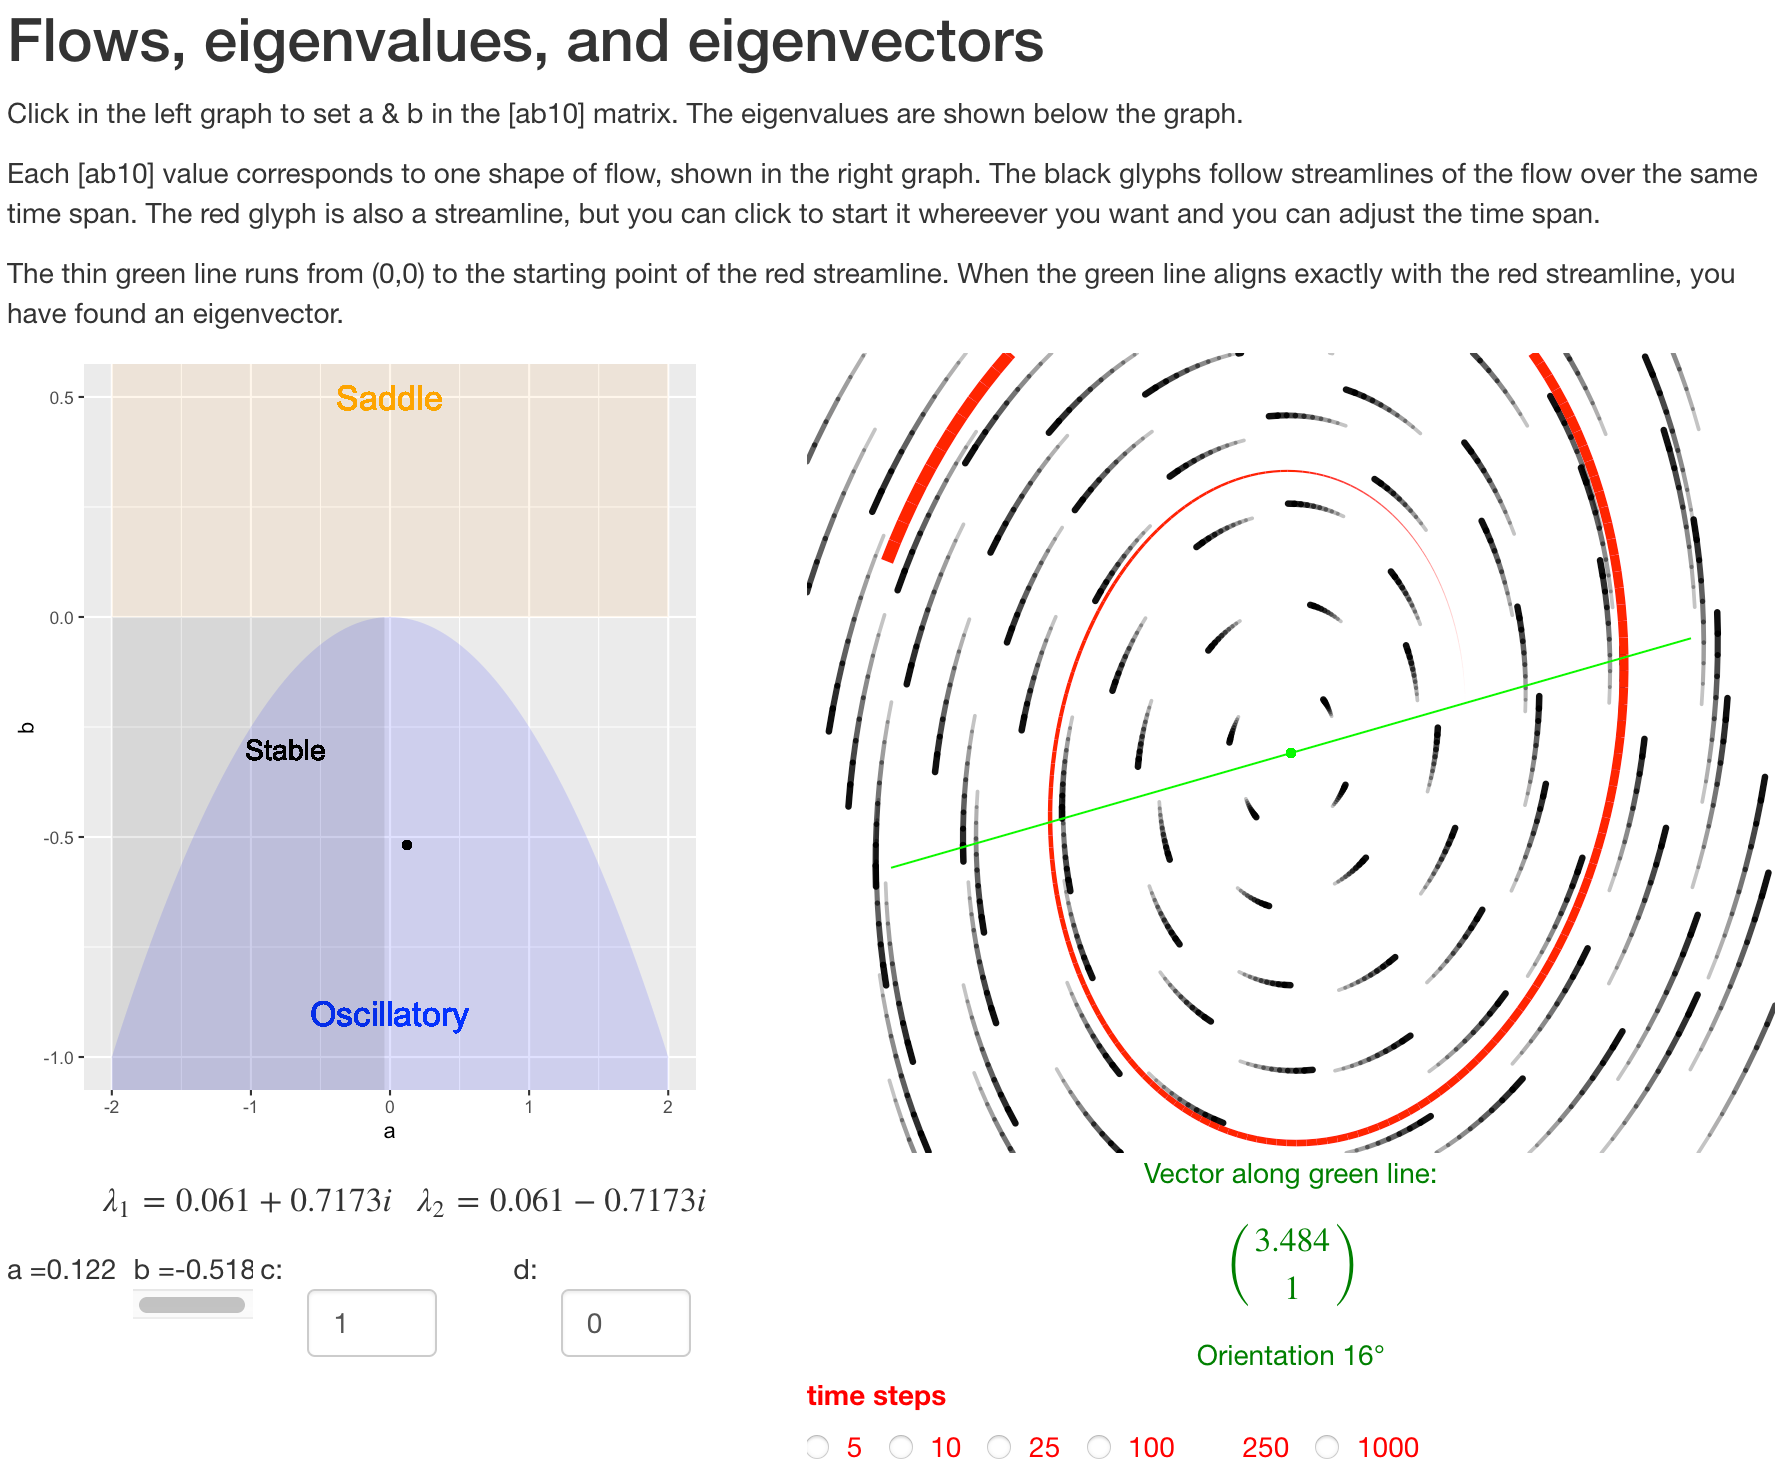 Flows, eigenvalues, and eigenvectors
Click in the left graph to set a & b in the [ab10] matrix. The eigenvalues are shown below the graph.
Each [ab10] value corresponds to one shape of flow, shown in the right graph. The black glyphs follow streamlines of the flow over the same
time span. The red glyph is also a streamline, but you can click to start it whereever you want and you can adjust the time span.
The thin green line runs from (0,0) to the starting point of the red streamline. When the green line aligns exactly with the red streamline, you
have found an eigenvector.
0.5
Saddle
0.0
b
Stable
-0.5
Oscillatory
-1.0
-2 -1 0 1 2
a
λ1 = 0.061 + 0.7173i λ2 = 0.061 − 0.7173i
a =0.122 b =-0.518 c: d:
1 0
Vector along green line:
3.484
1
Orientation 16°
time steps
5 10 25 100 250 1000